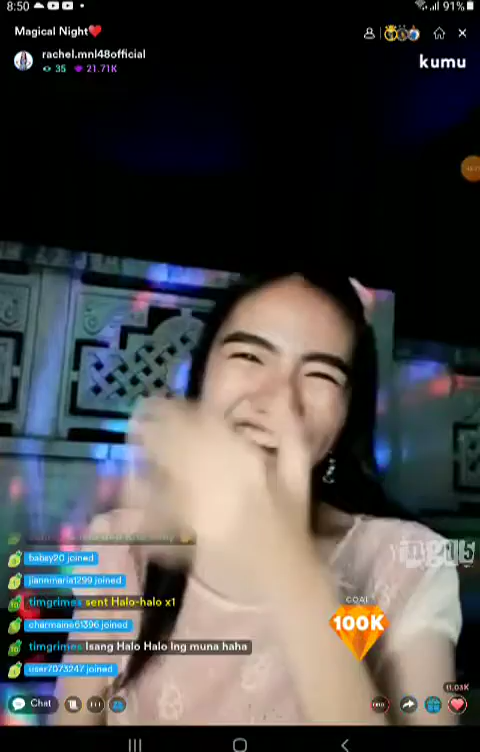 8:50
91%
Magical Night❤️
rachel.mnl48official
35 21.71K
kumu
babsy20 joined
jiannmaria1299 joined
timgrimes sent Halo-halo x1
charmaine61396 joined
timgrimes Isang Halo Halo lng muna haha
user7073247 joined
GOAL
100K
11.03K
Chat